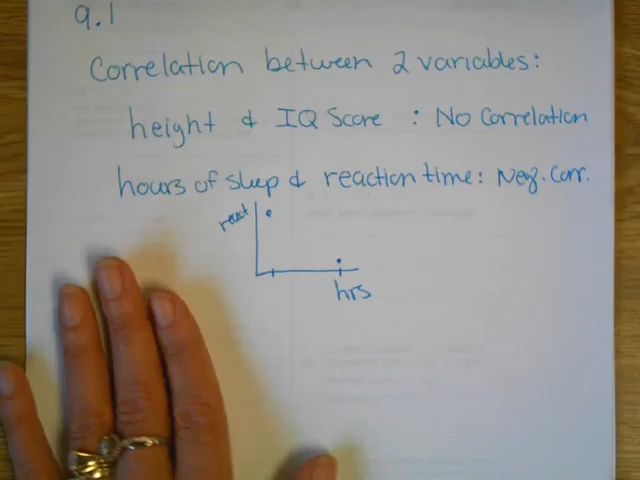 9.1
Correlation between 2 variables:
height & IQ Score : No Correlation
hours of sleep & reaction time: Neg. Corr.
react
hrs